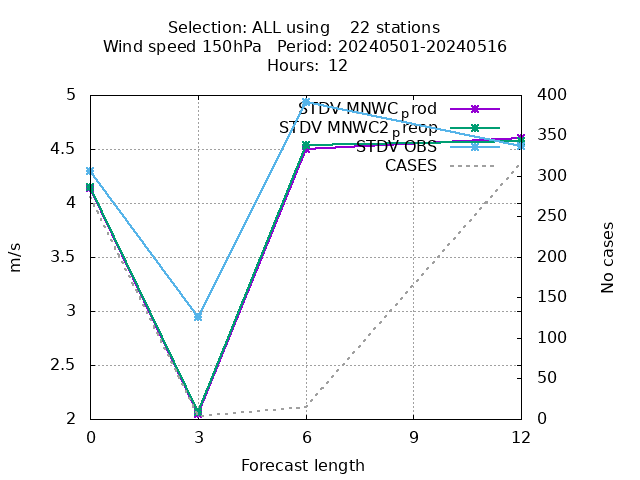 Selection: ALL using 22 stations
Wind speed 150hPa Period: 20240501-20240516
Hours: 12
STDV MNWCprod
STDV MNWC2preop
STDV OBS
CASES
5
4.5
4
3.5
3
2.5
2
400
350
300
250
200
150
100
50
0
m/s
No cases
0 3 6 9 12
Forecast length